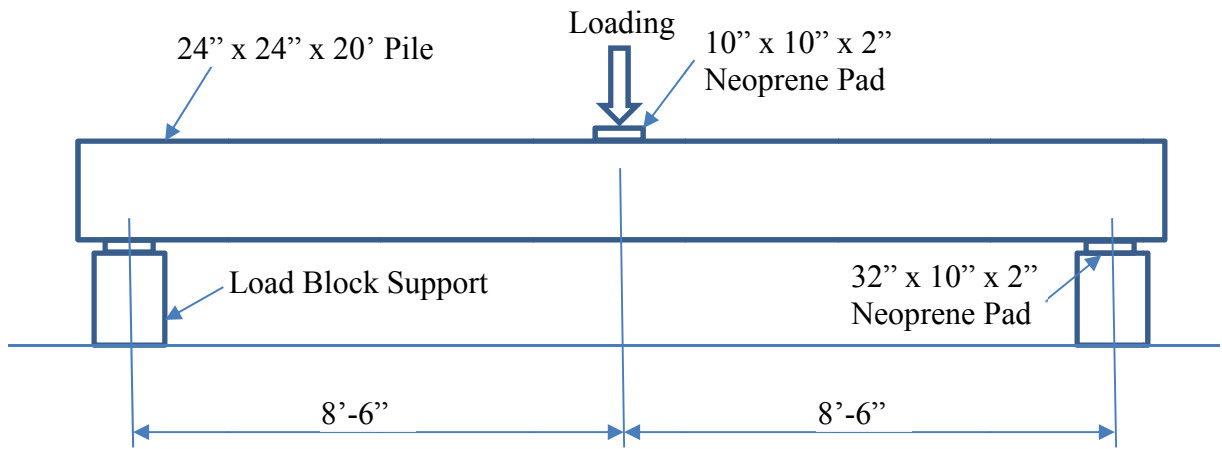 Loading
24” x 24” x 20’ Pile
10” x 10” x 2”
Neoprene Pad
Load Block Support
32” x 10” x 2”
Neoprene Pad
8’-6”
8’-6”